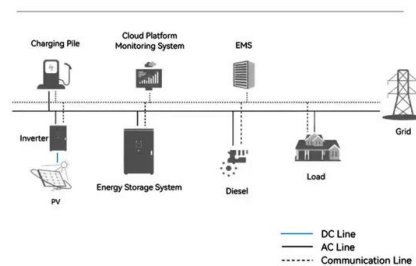 Charging Pile
Cloud Platform
Monitoring System
EMS
Grid
Inverter
PV
Energy Storage System
Diesel
Load
DC Line
AC Line
Communication Line